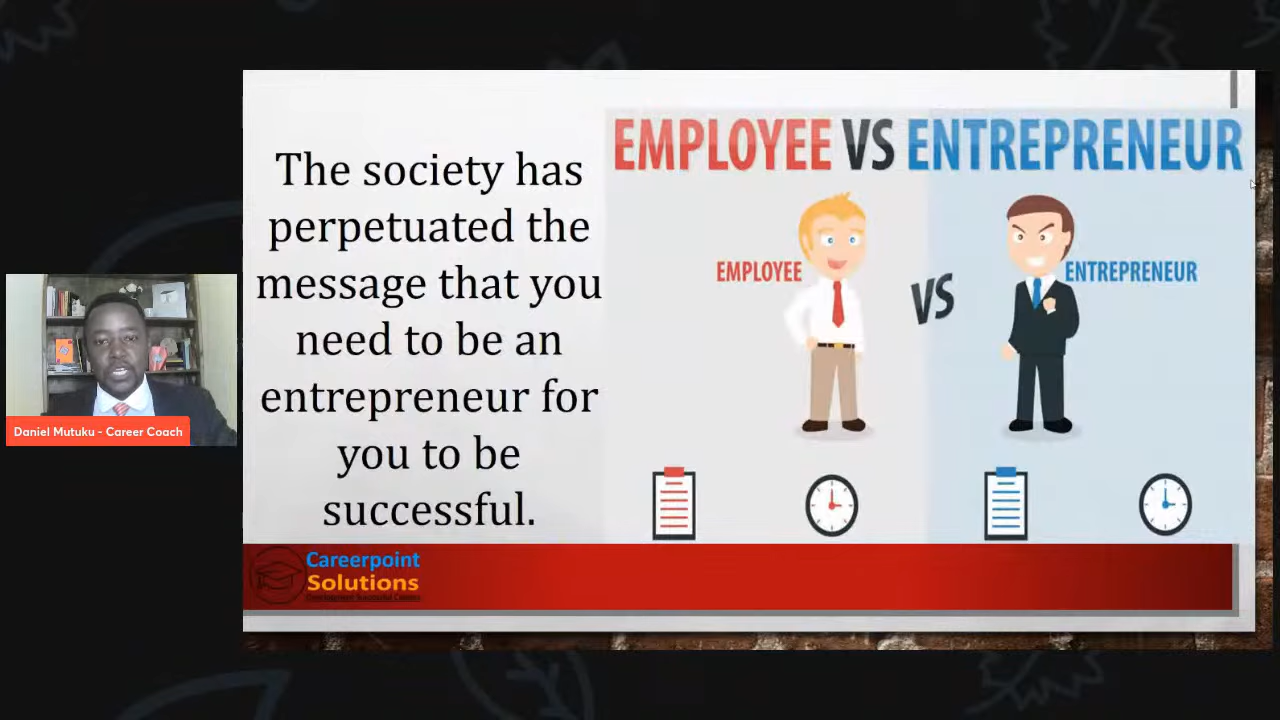 The society has
perpetuated the
message that you
need to be an
entrepreneur for
you to be
successful.
EMPLOYEE VS ENTREPRENEUR
EMPLOYEE
VS
ENTREPRENEUR
Daniel Mutuku - Career Coach
Careerpoint
Solutions